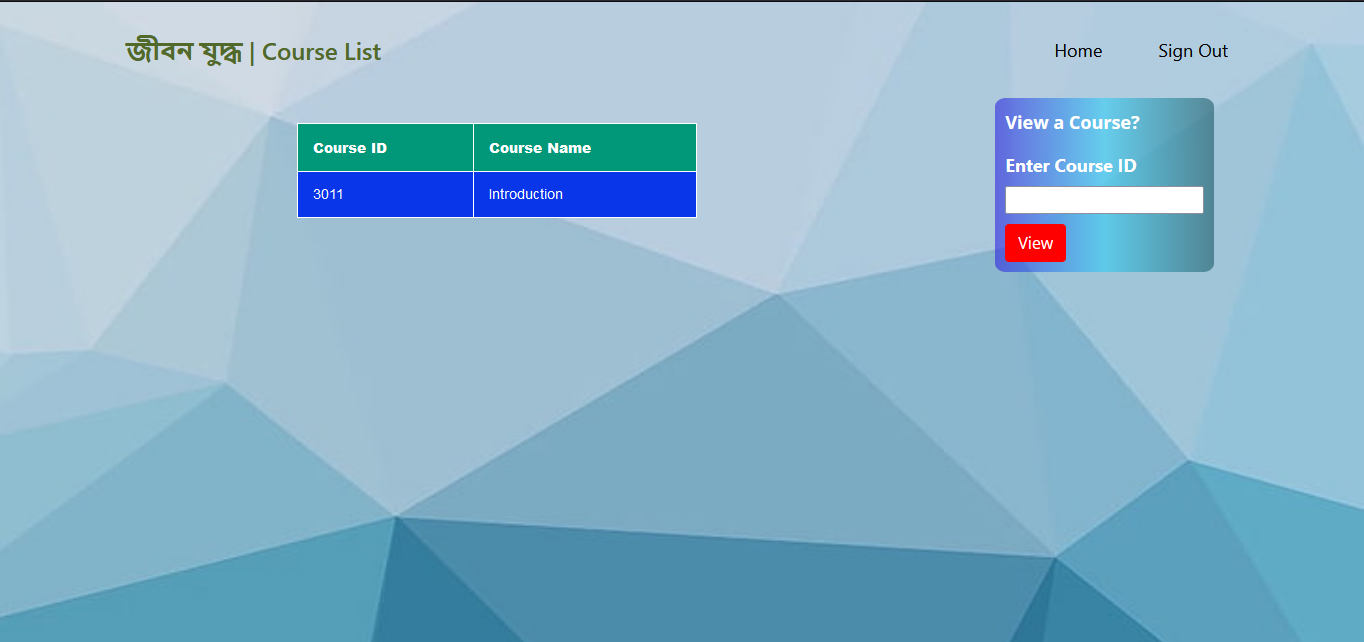 জীবন যুদ্ধ | Course List
Home
Sign Out
Course ID
Course Name
3011
Introduction
View a Course?
Enter Course ID
View